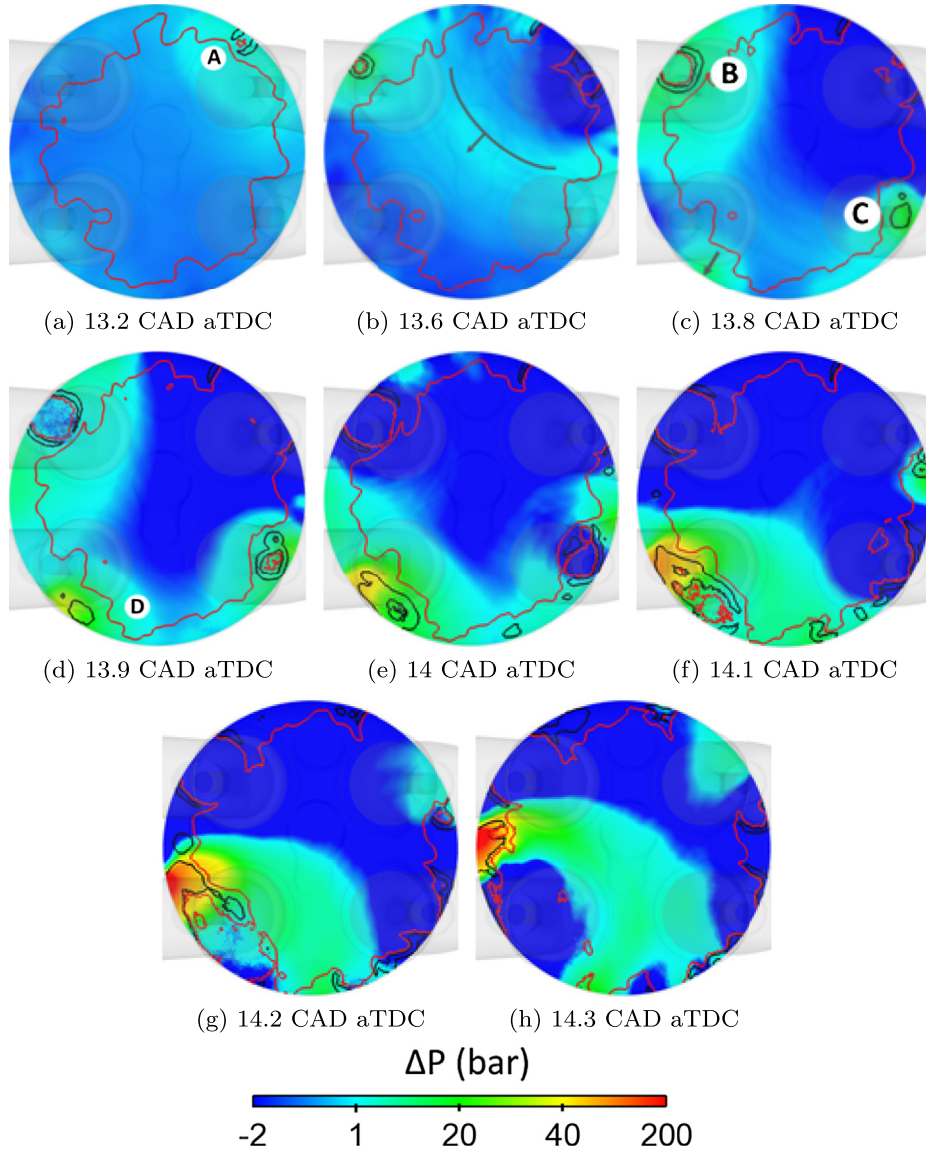 A
B
C
(a) 13.2 CAD aTDC
(b) 13.6 CAD aTDC
(c) 13.8 CAD aTDC
D
(d) 13.9 CAD aTDC
(e) 14 CAD aTDC
(f) 14.1 CAD aTDC
(g) 14.2 CAD aTDC
(h) 14.3 CAD aTDC
ΔP (bar)
-2 1 20 40 200